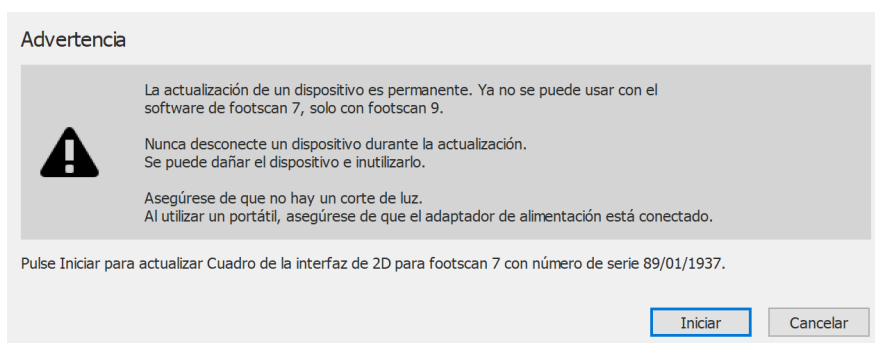 Advertencia
La actualización de un dispositivo es permanente. Ya no se puede usar con el
software de footscan 7, solo con footscan 9.
Nunca desconecte un dispositivo durante la actualización.
Se puede dañar el dispositivo e inutilizarlo.
Asegúrese de que no hay un corte de luz.
Al utilizar un portátil, asegúrese de que el adaptador de alimentación está conectado.
Pulse Iniciar para actualizar Cuadro de la interfaz de 2D para footscan 7 con número de serie 89/01/1937.
Iniciar
Cancelar